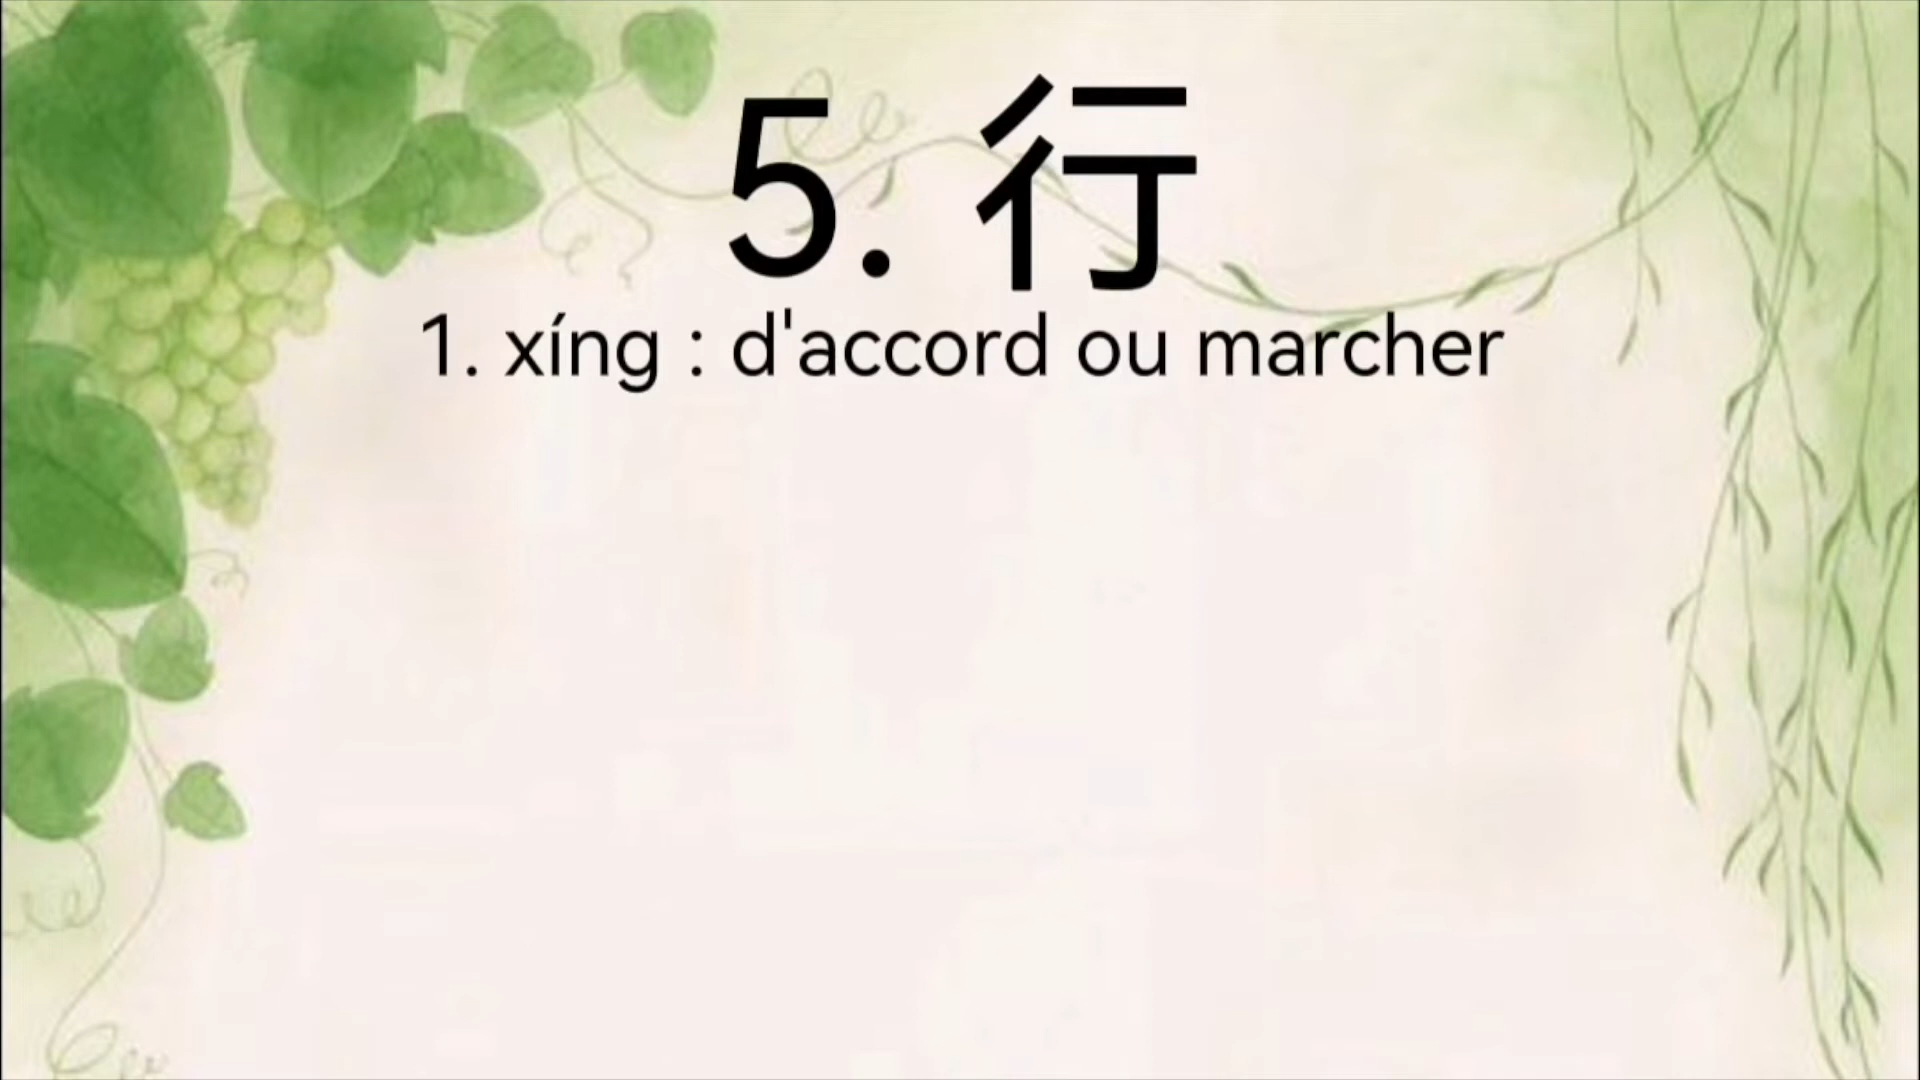 5. 行
1. xíng : d'accord ou marcher